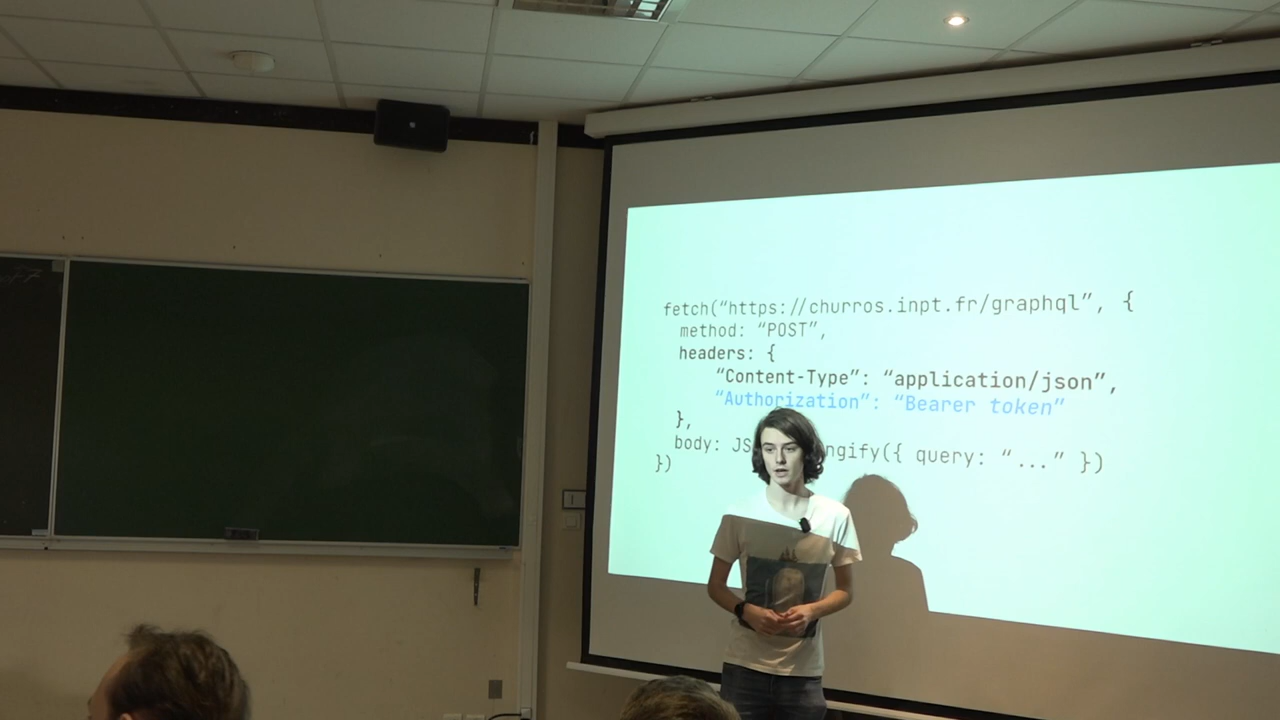 fetch(“https://churros.inpt.fr/graphql”, {
method: “POST”,
headers: {
“Content-Type”: “application/json”,
“Authorization”: “Bearer token”
},
body: JS ngify({ query: “...” })
})